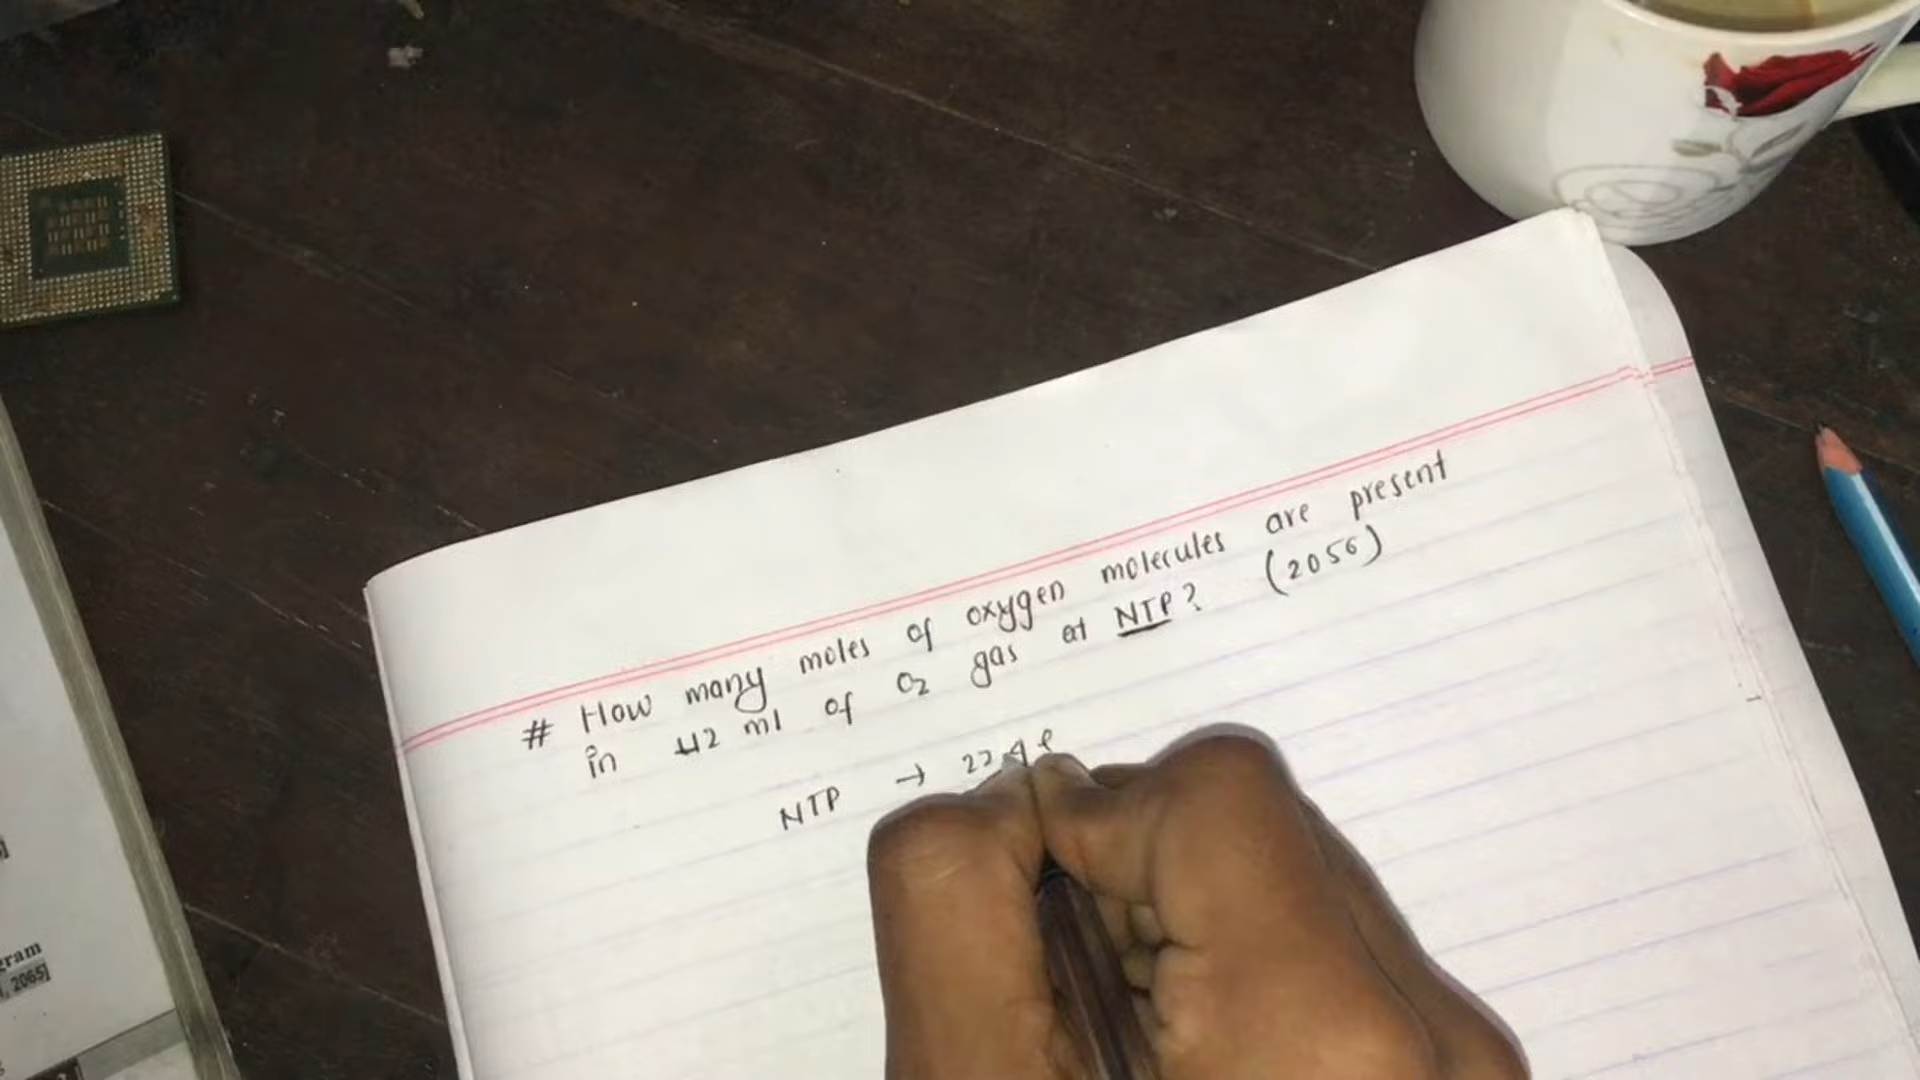 # How many moles of oxygen molecules are present
in 42 ml of O₂ gas at NTP? (2056)
NTP → 22.4 l
gram
, 2065]